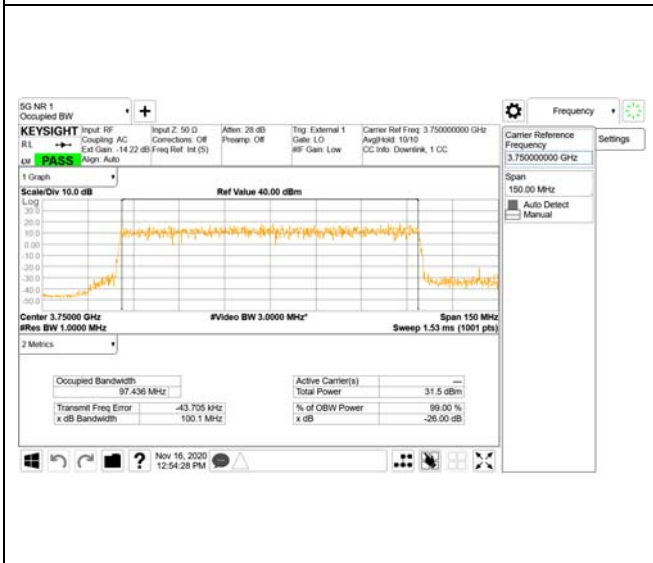 5G NR 1
Occupied BW
Frequency
KEYSIGHT Input: RF Input Z: 50 Ω Atten: 28 dB Trig: External 1 Carrier Ref Freq: 3.750000000 GHz
RL Coupling: AC Corrections: Off Preamp: Off Gate: LO Avg|Hold: 10/10
Ext Gain: -14.22 dB Freq Ref: Int (S) #IF Gain: Low CC Info: Downlink, 1 CC
PASS Align: Auto
Carrier Reference
Frequency
3.750000000 GHz
Settings
Span
150.00 MHz
Auto Detect
Manual
1 Graph
Scale/Div 10.0 dB Ref Value 40.00 dBm
Log
30.0
20.0
10.0
0.00
-10.0
-20.0
-30.0
-40.0
-50.0
Center 3.75000 GHz #Video BW 3.0000 MHz* Span 150 MHz
#Res BW 1.0000 MHz Sweep 1.53 ms (1001 pts)
2 Metrics
Occupied Bandwidth
97.436 MHz
Active Carrier(s) ---
Total Power 31.5 dBm
Transmit Freq Error -43.705 kHz % of OBW Power 99.00 %
x dB Bandwidth 100.1 MHz x dB -26.00 dB
? Nov 16, 2020
12:54:28 PM